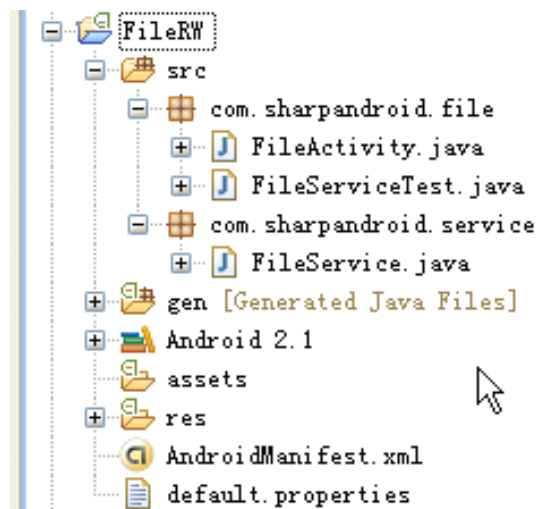 FileRW
src
com.sharpandroid.file
FileActivity.java
FileServiceTest.java
com.sharpandroid.service
FileService.java
gen [Generated Java Files]
Android 2.1
assets
res
AndroidManifest.xml
default.properties